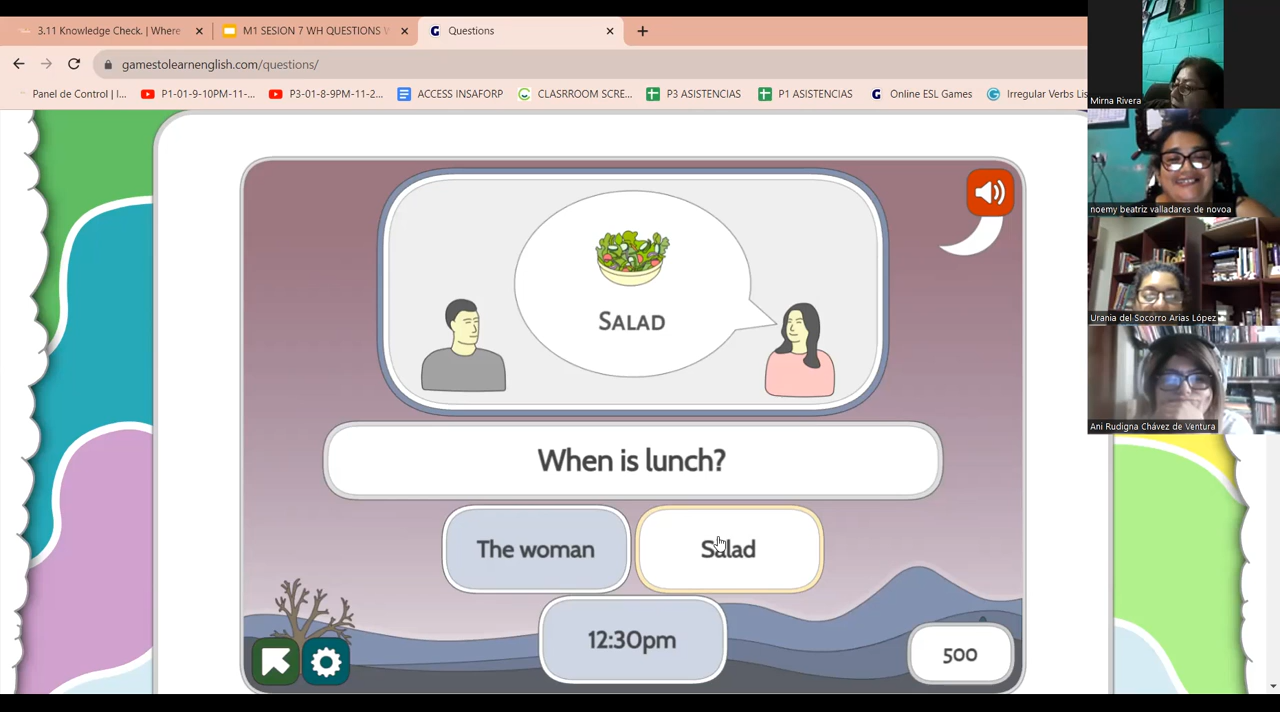 3.11 Knowledge Check. | Where
M1 SESION 7 WH QUESTIONS
Questions
gamestolearnenglish.com/questions/
Panel de Control | I...
P1-01-9-10PM-11-...
P3-01-8-9PM-11-2...
ACCESS INSAFORP
CLASRROOM SCRE...
P3 ASISTENCIAS
P1 ASISTENCIAS
Online ESL Games
Irregular Verbs Lis
Mirna Rivera
noemy beatriz valladares de novoa
Urania del Socorro Arias López
Ani Rudigna Chávez de Ventura
SALAD
When is lunch?
The woman
Salad
12:30pm
500